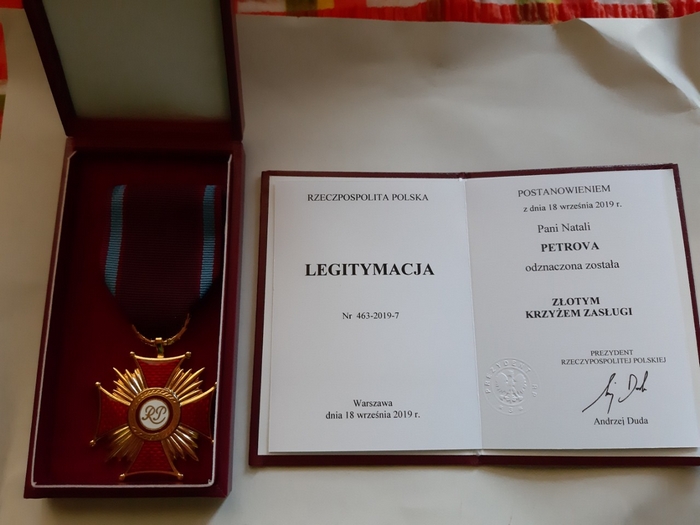 RP
RZECZPOSPOLITA POLSKA
LEGITYMACJA
Nr 463-2019-7
Warszawa
dnia 18 września 2019 r.
POSTANOWIENIEM
z dnia 18 września 2019 r.
Pani Natali
PETROVA
odznaczona została
ZŁOTYM
KRZYŻEM ZASŁUGI
PREZYDENT
RZECZYPOSPOLITEJ POLSKIEJ
Andrzej Duda